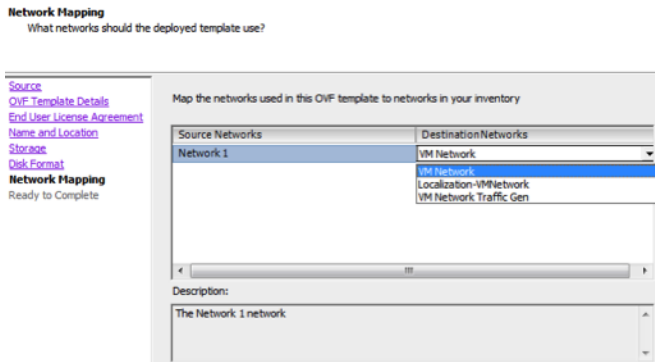 Network Mapping
What networks should the deployed template use?
Source
OVF Template Details
End User License Agreement
Name and Location
Storage
Disk Format
Network Mapping
Ready to Complete
Map the networks used in this OVF template to networks in your inventory
Source Networks DestinationNetworks
Network 1 VM Network
VM Network
Localization-VMNetwork
VM Network Traffic Gen
Description:
The Network 1 network